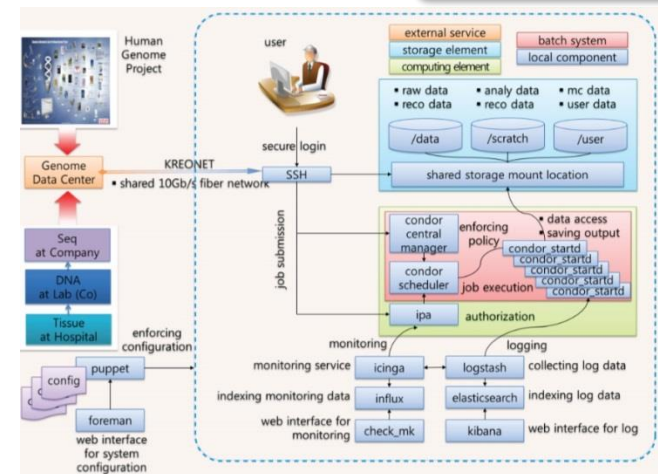 Human
Genome
Project
user
external service
storage element
computing element
batch system
local component
▪ raw data
▪ reco data
▪ analy data
▪ reco data
▪ mc data
▪ user data
/data
/scratch
/user
shared storage mount location
secure login
SSH
Genome
Data Center
KREONET
▪ shared 10Gb/s fiber network
Seq
at Company
DNA
at Lab (Co)
Tissue
at Hospital
job submission
condor
central
manager
enforcing
policy
▪ data access
▪ saving output
condor_startd
condor_startd
condor_startd
condor_startd
condor_startd
condor
scheduler
job execution
ipa
authorization
enforcing
configuration
config
puppet
foreman
web interface
for system
configuration
monitoring
logging
monitoring service
icinga
logstash
collecting log data
indexing monitoring data
influx
elasticsearch
indexing log data
web interface for
monitoring
check_mk
kibana
web interface for log